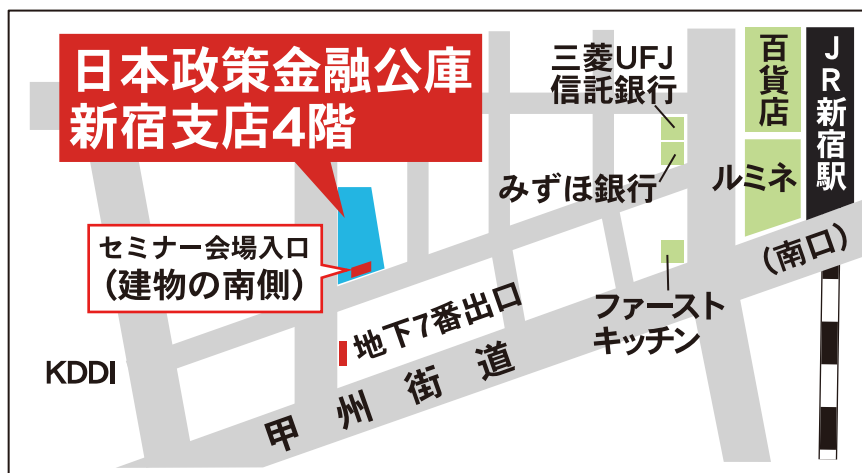 日本政策金融公庫
新宿支店4階
三菱UFJ
信託銀行
みずほ銀行
百貨店
JR新宿駅
ルミネ
(南口)
セミナー会場入口
(建物の南側)
地下7番出口
ファースト
キッチン
KDDI
甲州街道